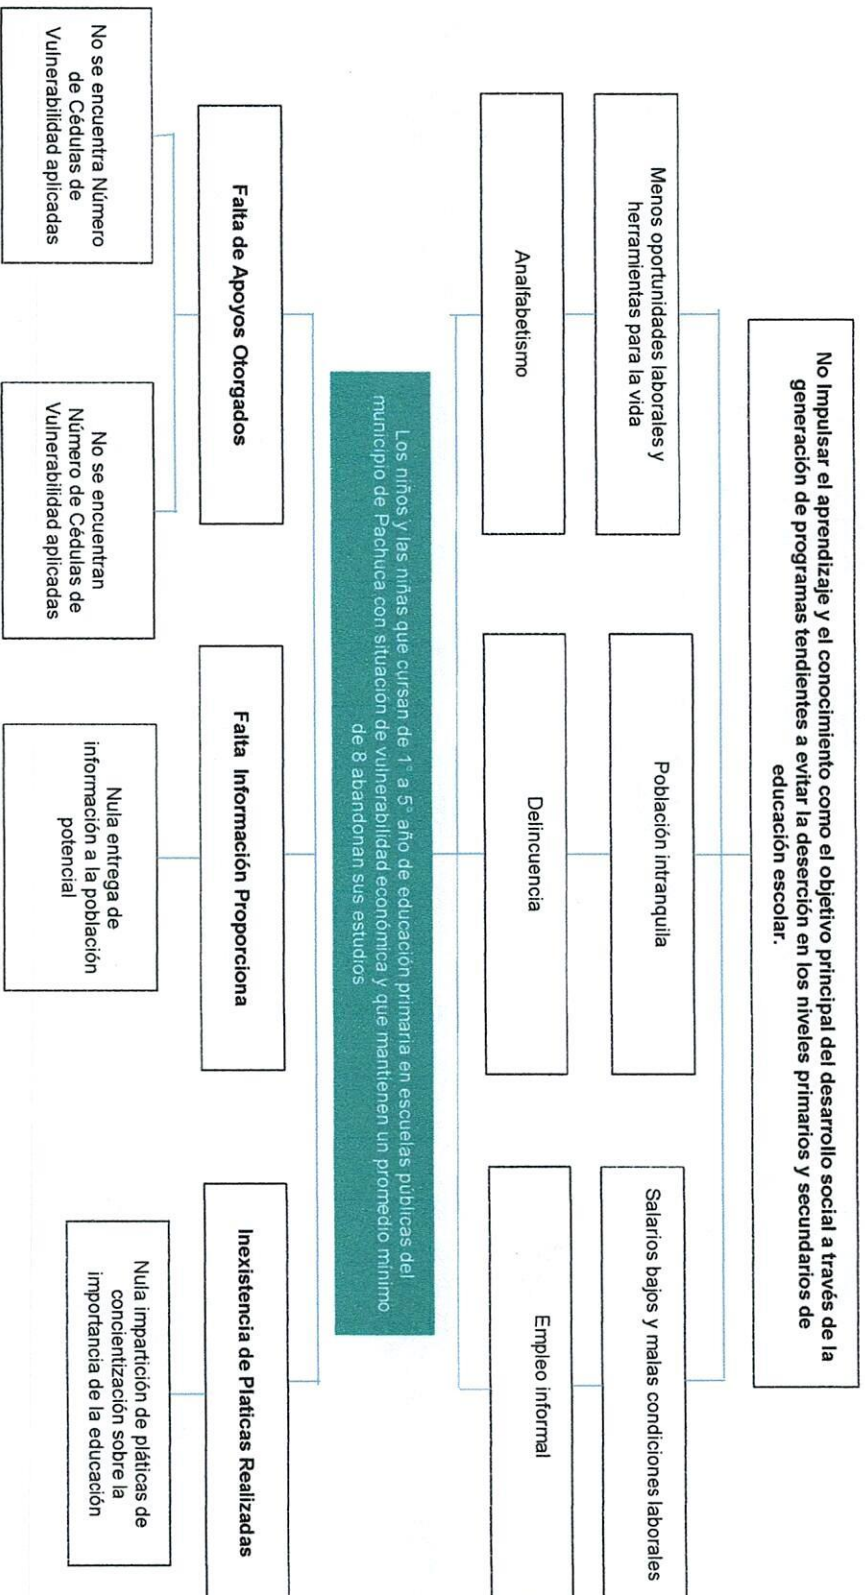 No Impulsar el aprendizaje y el conocimiento como el objetivo principal del desarrollo social a través de la
generación de programas tendientes a evitar la deserción en los niveles primarios y secundarios de
educación escolar.
Menos oportunidades laborales y
herramientas para la vida
Población intranquila
Salarios bajos y malas condiciones laborales
Analfabetismo
Delincuencia
Empleo informal
Los niños y las niñas que cursan de 1° a 5° año de educación primaria en escuelas públicas del
municipio de Pachuca con situación de vulnerabilidad económica y que mantienen un promedio mínimo
de 8 abandonan sus estudios
Falta de Apoyos Otorgados
Falta Información Proporciona
Inexistencia de Platicas Realizadas
No se encuentra Número
de Cédulas de
Vulnerabilidad aplicadas
No se encuentran
Número de Cédulas de
Vulnerabilidad aplicadas
Nula entrega de
información a la población
potencial
Nula impartición de pláticas de
concientización sobre la
importancia de la educación